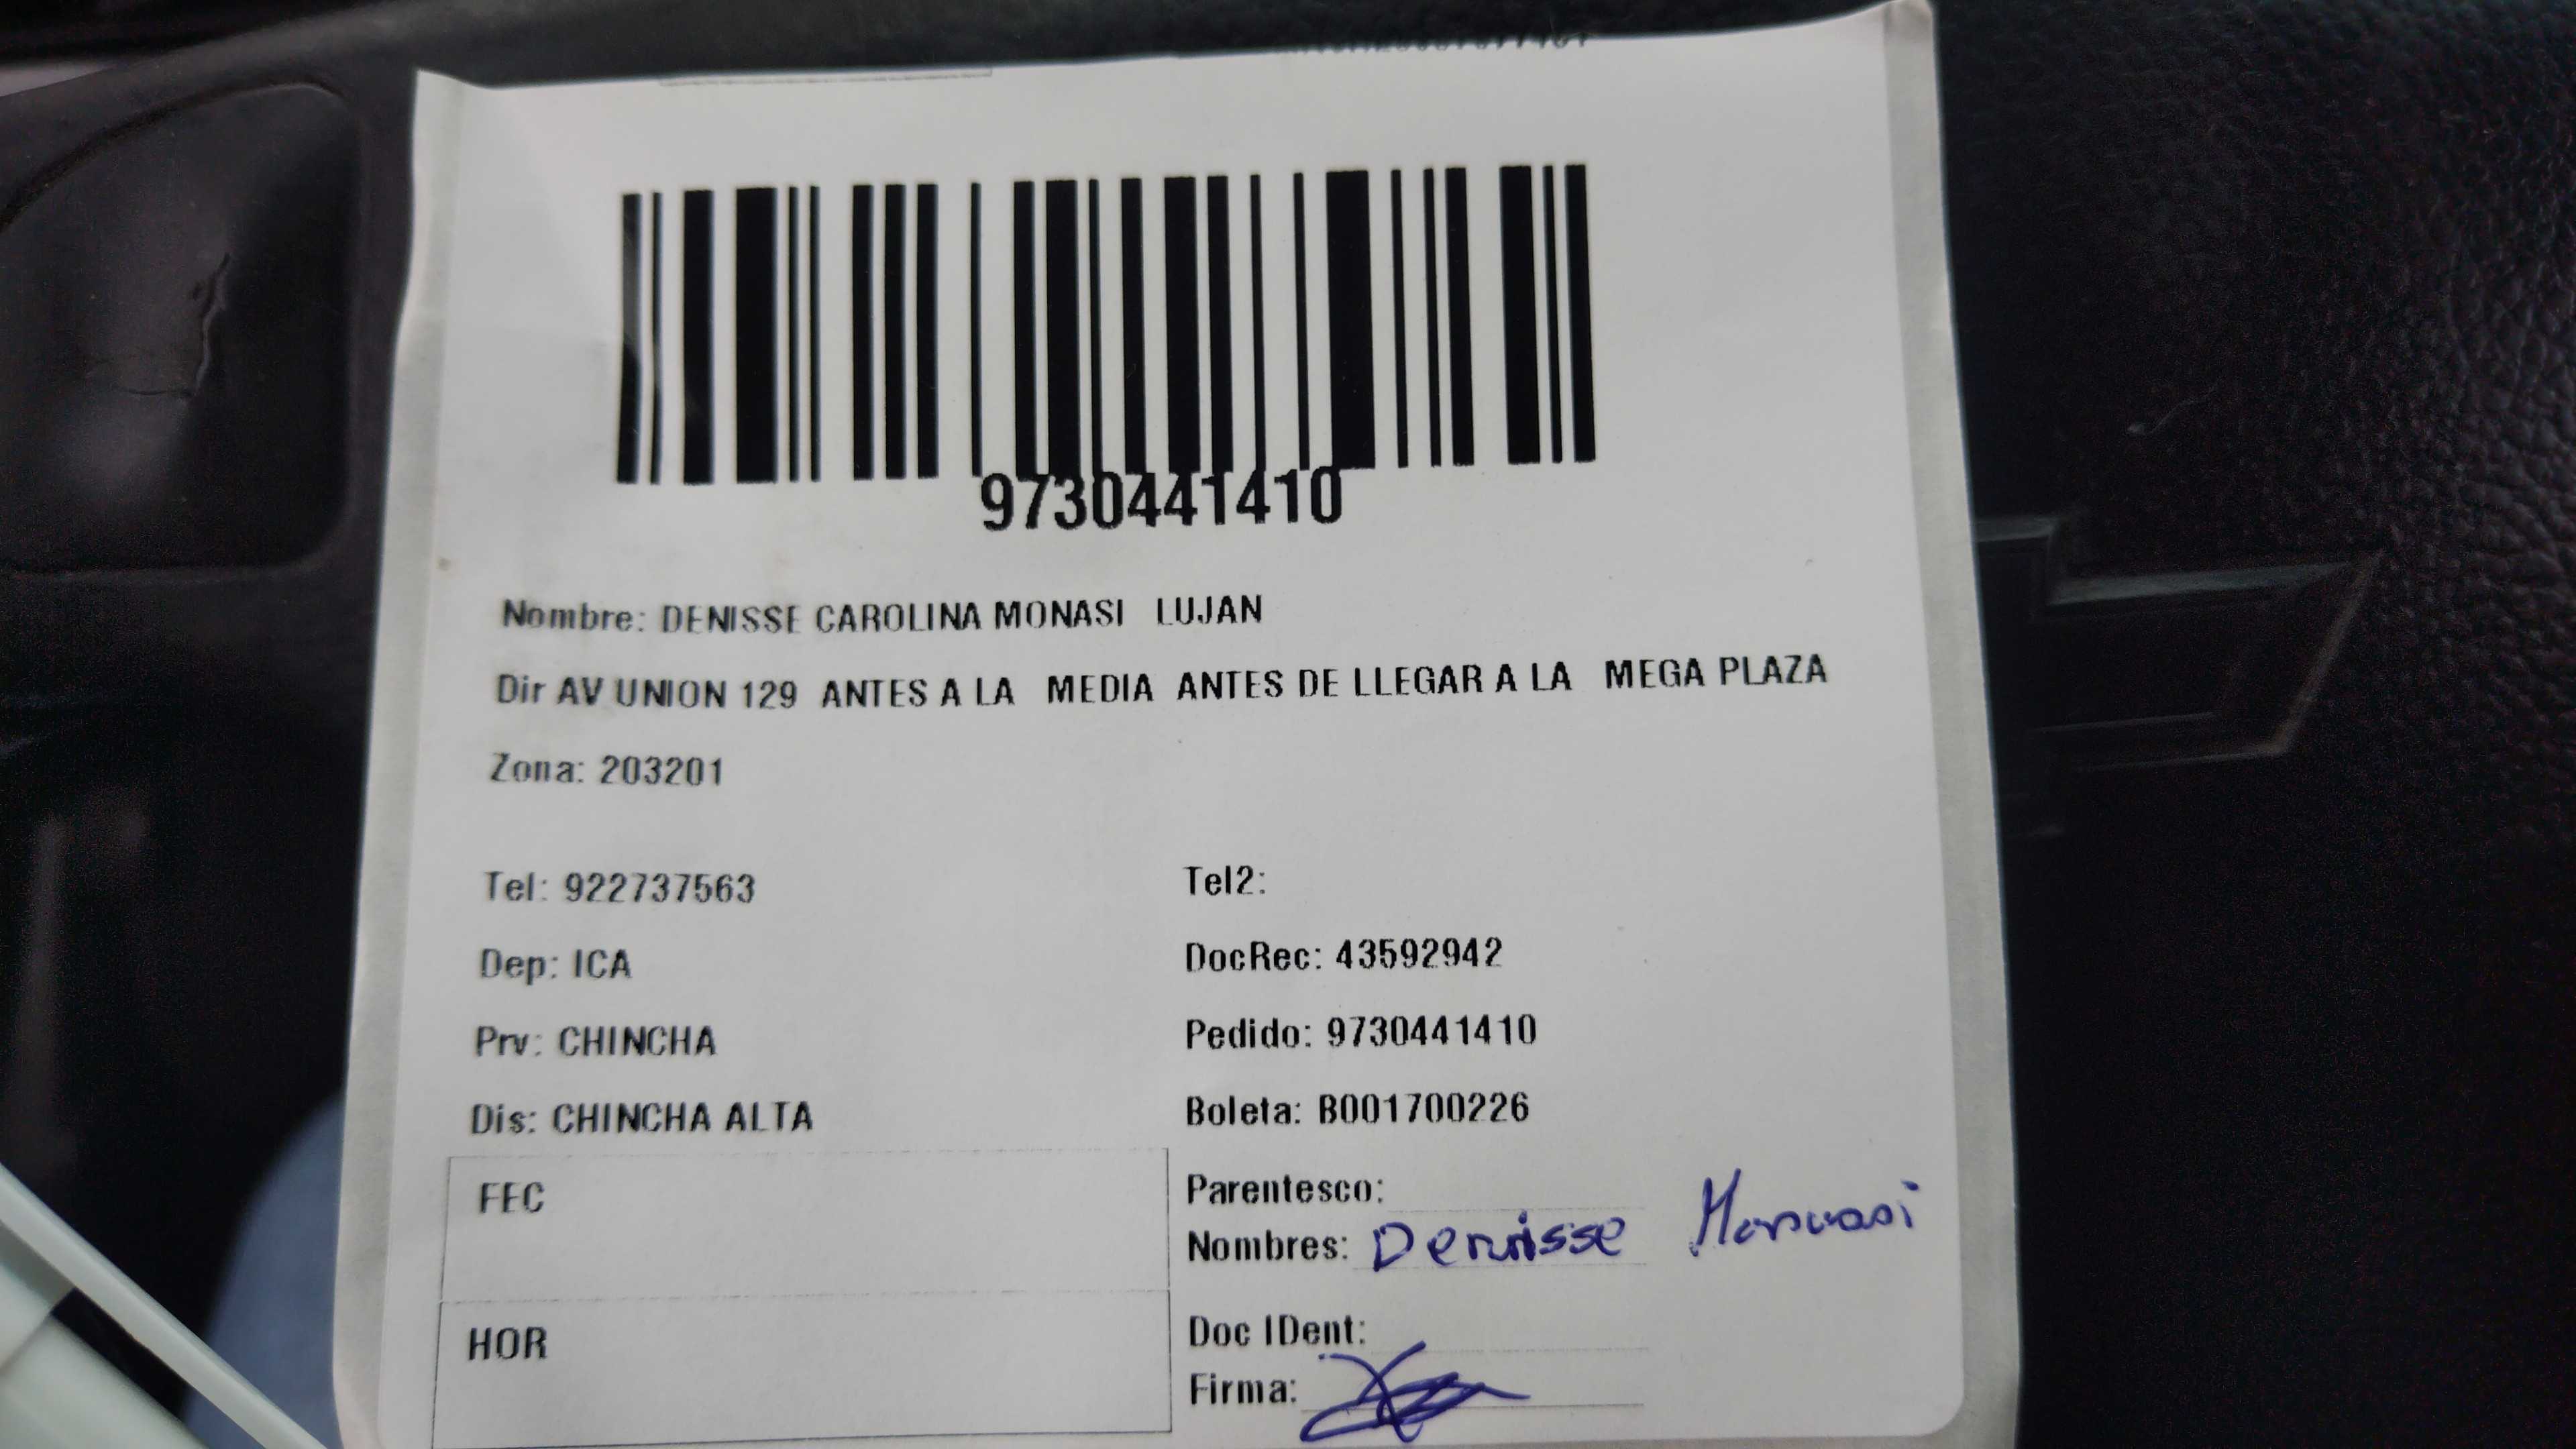 9730441410
Nombre: DENISSE CAROLINA MONASI LUJAN
Dir AV UNION 129 ANTES A LA MEDIA ANTES DE LLEGAR A LA MEGA PLAZA
Zona: 203201
Tel: 922737563 Tel2:
Dep: ICA DocRec: 43592942
Prv: CHINCHA Pedido: 9730441410
Dis: CHINCHA ALTA Boleta: B001700226
FEC Parentesco:
Nombres: Denisse Monasi
HOR Doc IDent:
Firma: